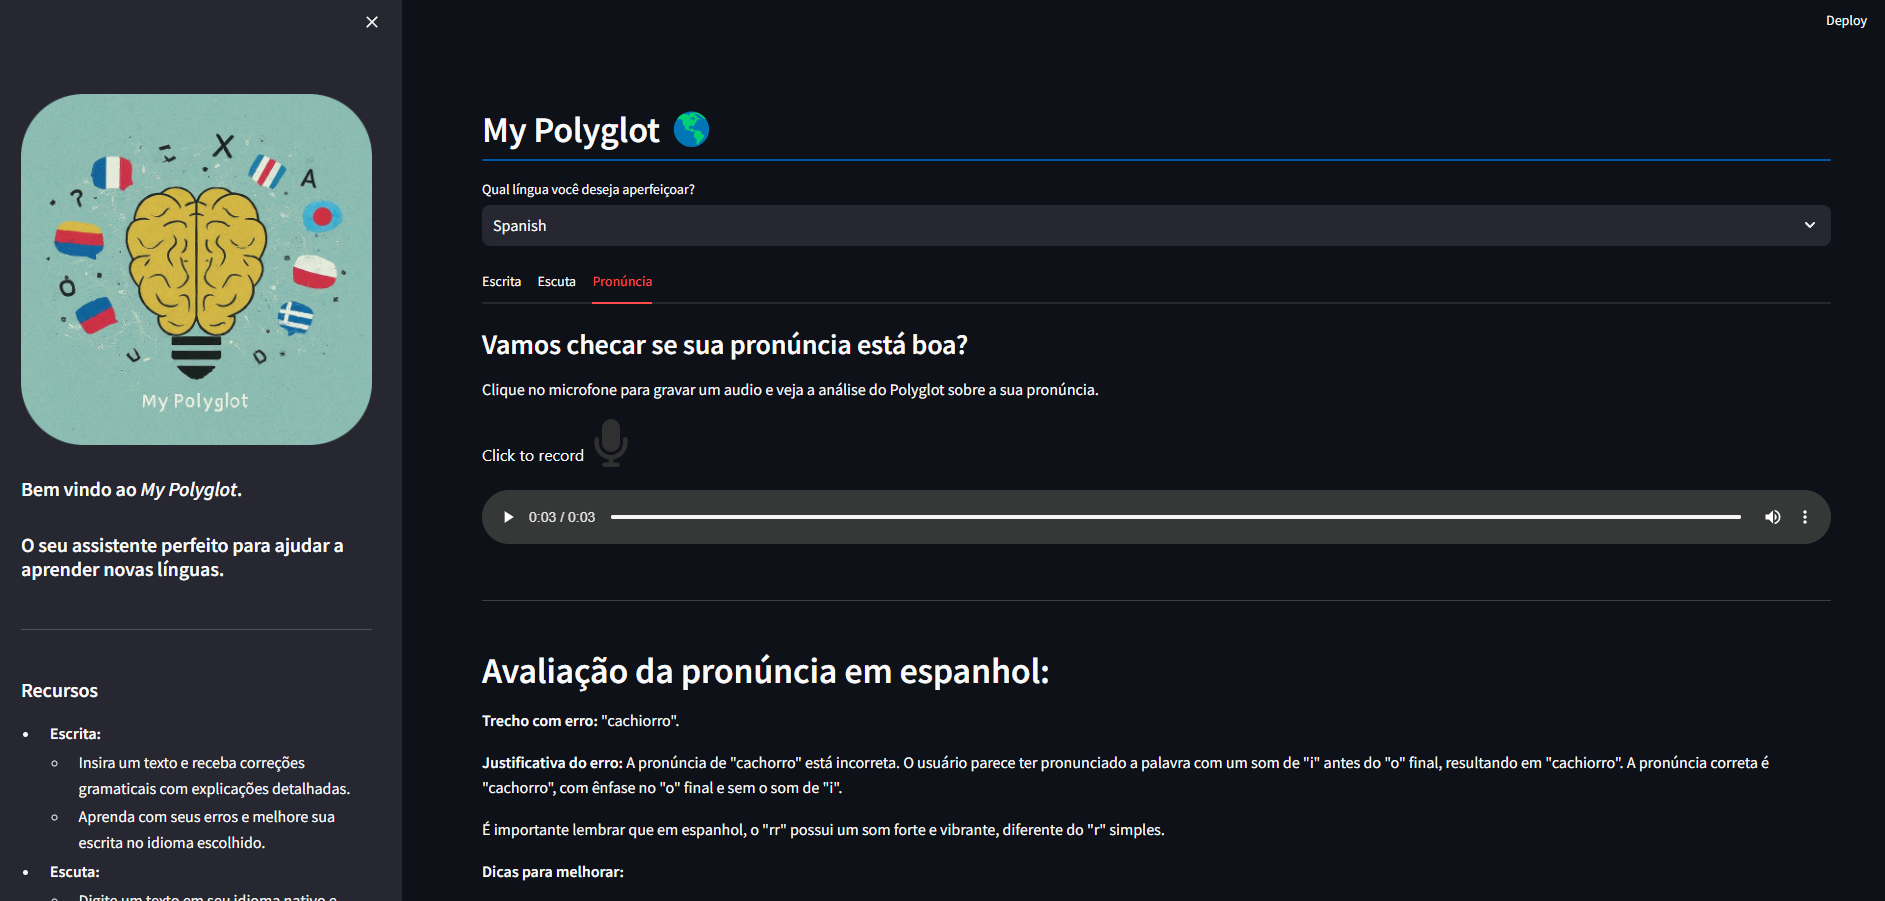 Deploy
My Polyglot
Bem vindo ao My Polyglot.
O seu assistente perfeito para ajudar a
aprender novas línguas.
Recursos
Escrita:
Insira um texto e receba correções
gramaticais com explicações detalhadas.
Aprenda com seus erros e melhore sua
escrita no idioma escolhido.
Escuta:
Digite um texto em seu idioma nativo e
My Polyglot
Qual língua você deseja aperfeiçoar?
Spanish
Escrita Escuta Pronúncia
Vamos checar se sua pronúncia está boa?
Clique no microfone para gravar um audio e veja a análise do Polyglot sobre a sua pronúncia.
Click to record
0:03 / 0:03
Avaliação da pronúncia em espanhol:
Trecho com erro: "cachiorro".
Justificativa do erro: A pronúncia de "cachorro" está incorreta. O usuário parece ter pronunciado a palavra com um som de "i" antes do "o" final, resultando em "cachiorro". A pronúncia correta é
"cachorro", com ênfase no "o" final e sem o som de "i".
É importante lembrar que em espanhol, o "rr" possui um som forte e vibrante, diferente do "r" simples.
Dicas para melhorar: